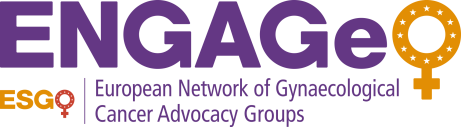 ENGAGe
ESGO
European Network of Gynaecological
Cancer Advocacy Groups